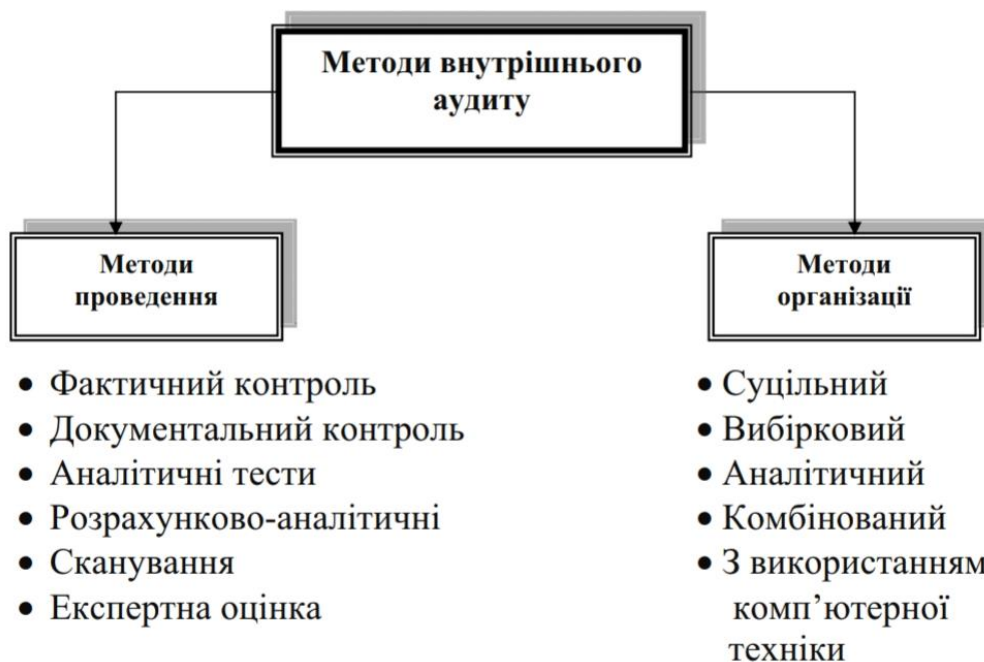 Методи внутрішнього
аудиту
Методи
проведення
• Фактичний контроль
• Документальний контроль
• Аналітичні тести
• Розрахунково-аналітичні
• Сканування
• Експертна оцінка
Методи
організації
• Суцільний
• Вибірковий
• Аналітичний
• Комбінований
• З використанням
комп’ютерної
техніки